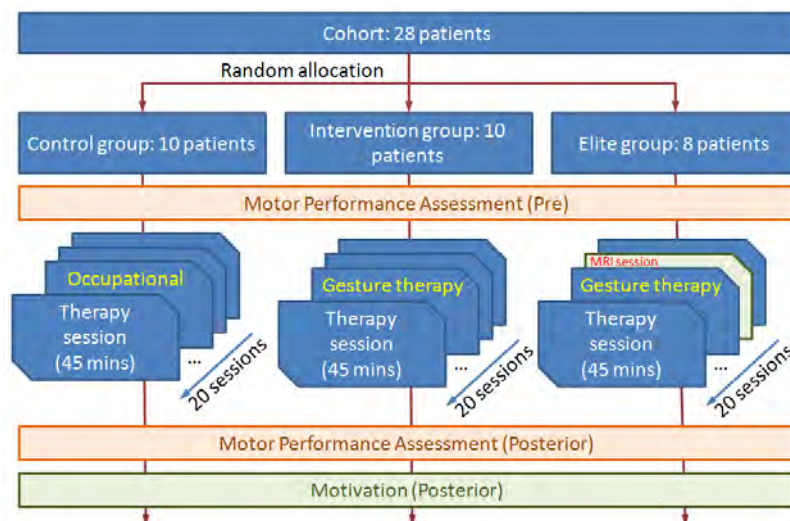 Cohort: 28 patients
Random allocation
Control group: 10 patients
Intervention group: 10
patients
Elite group: 8 patients
Motor Performance Assessment (Pre)
Occupational
Therapy
session
(45 mins)
...
20 sessions
Gesture therapy
Therapy
session
(45 mins)
...
20 sessions
MRI session
Gesture therapy
Therapy
session
(45 mins)
...
20 sessions
Motor Performance Assessment (Posterior)
Motivation (Posterior)